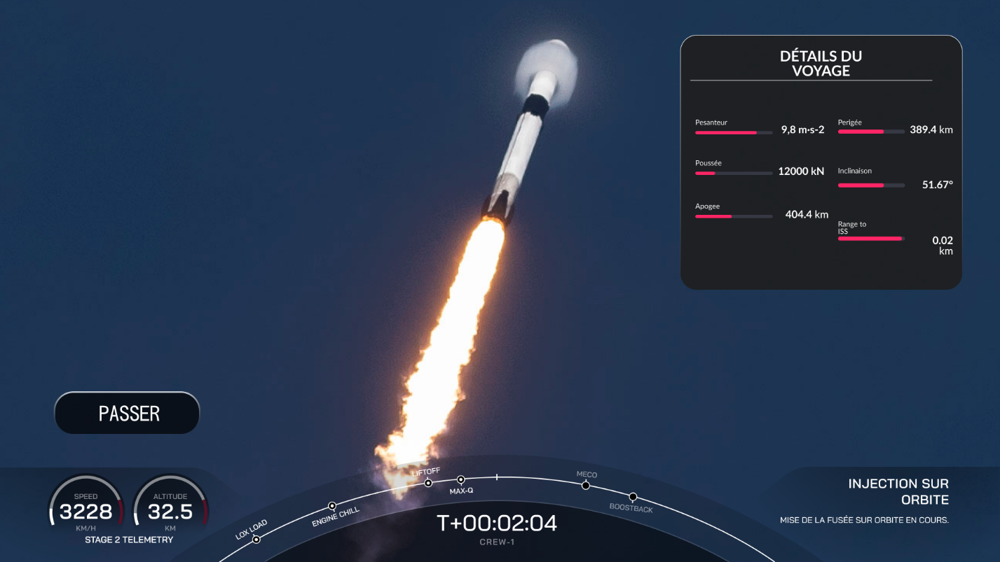 DÉTAILS DU
VOYAGE
Pesanteur
9,8 m·s-2
Perigée
389.4 km
Poussée
12000 kN
Inclinaison
51.67°
Apogee
404.4 km
Range to
ISS
0.02
km
PASSER
SPEED
3228
KM/H
ALTITUDE
32.5
KM
STAGE 2 TELEMETRY
LOX LOAD
ENGINE CHILL
LIFTOFF
MAX-Q
MECO
BOOSTBACK
T+00:02:04
CREW-1
INJECTION SUR
ORBITE
MISE DE LA FUSÉE SUR ORBITE EN COURS.